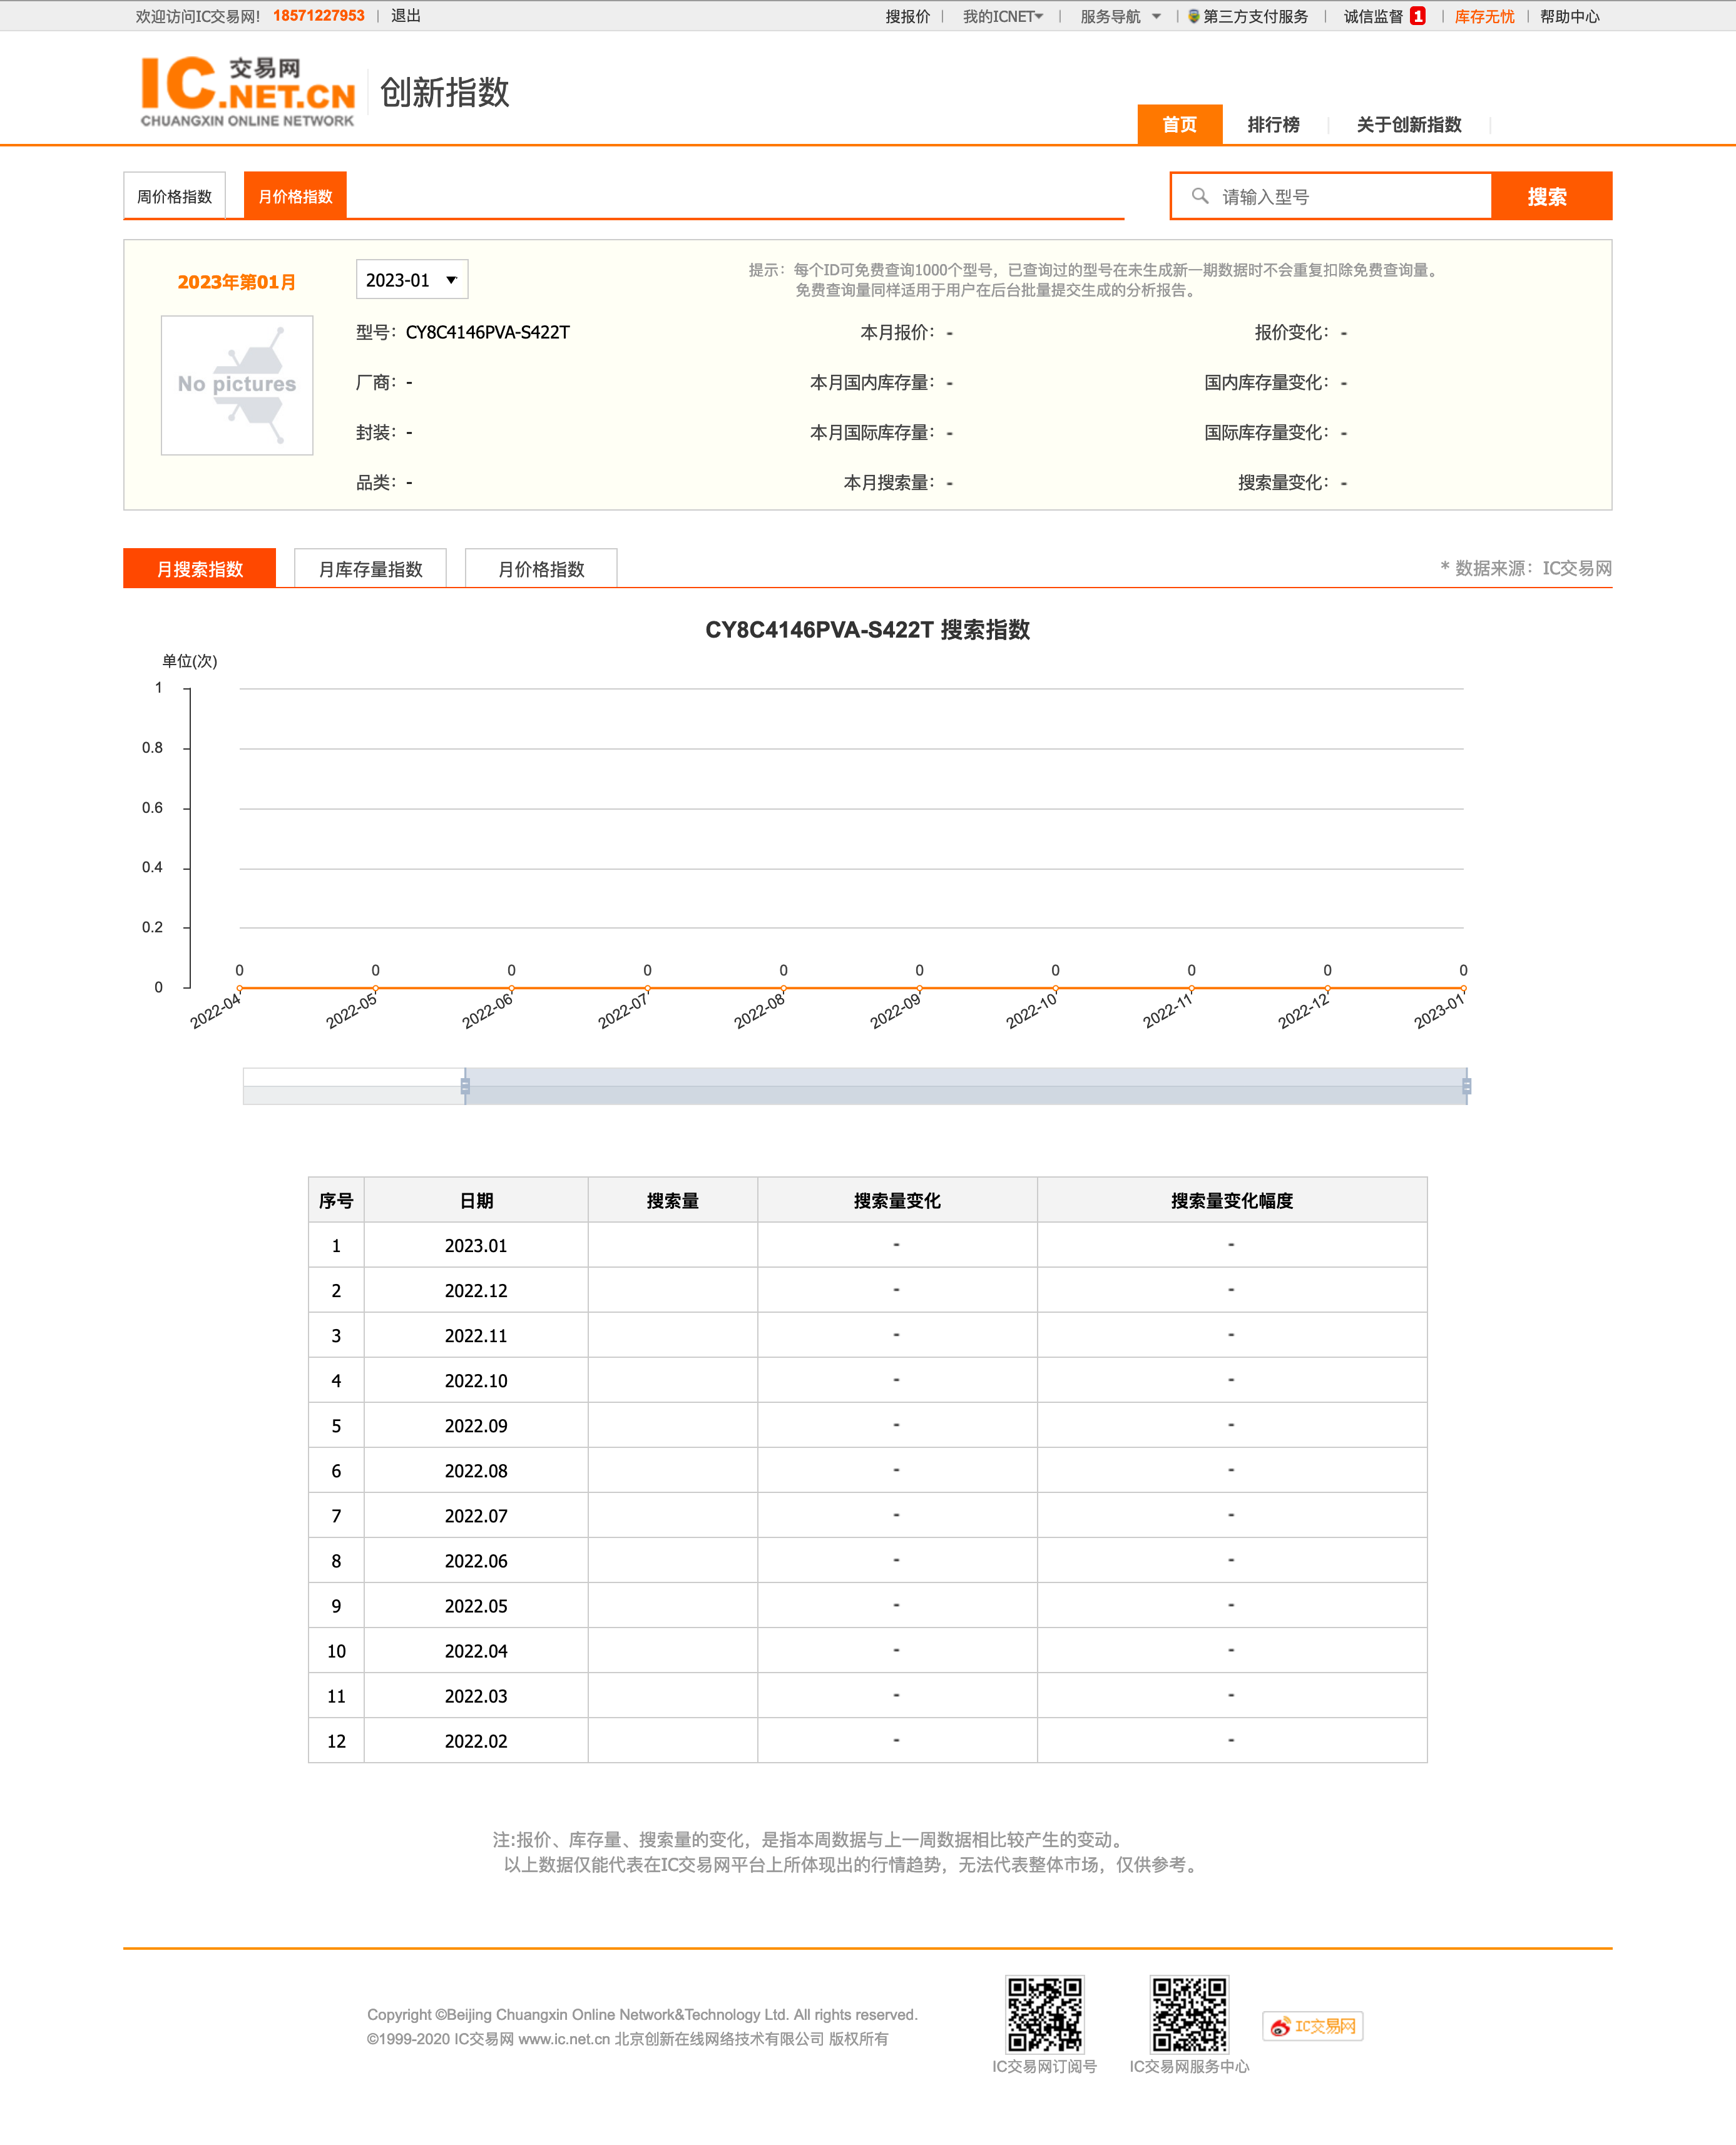 欢迎访问IC交易网! 18571227953 | 退出 搜报价 | 我的ICNET | 服务导航 | 第三方支付服务 | 诚信监督 1 | 库存无忧 | 帮助中心
IC.NET.CN 交易网 创新指数
CHUANGXIN ONLINE NETWORK
首页 排行榜 关于创新指数
周价格指数 月价格指数 请输入型号 搜索
2023年第01月 2023-01 提示：每个ID可免费查询1000个型号，已查询过的型号在未生成新一期数据时不会重复扣除免费查询量。
免费查询量同样适用于用户在后台批量提交生成的分析报告。
No pictures
型号：CY8C4146PVA-S422T 本月报价：- 报价变化：-
厂商：- 本月国内库存量：- 国内库存量变化：-
封装：- 本月国际库存量：- 国际库存量变化：-
品类：- 本月搜索量：- 搜索量变化：-
月搜索指数 月库存量指数 月价格指数 * 数据来源：IC交易网
CY8C4146PVA-S422T 搜索指数
单位(次)
1
0.8
0.6
0.4
0.2
0 0 0 0 0 0 0 0 0 0
0
2022-04 2022-05 2022-06 2022-07 2022-08 2022-09 2022-10 2022-11 2022-12 2023-01
序号 日期 搜索量 搜索量变化 搜索量变化幅度
1 2023.01 - -
2 2022.12 - -
3 2022.11 - -
4 2022.10 - -
5 2022.09 - -
6 2022.08 - -
7 2022.07 - -
8 2022.06 - -
9 2022.05 - -
10 2022.04 - -
11 2022.03 - -
12 2022.02 - -
注:报价、库存量、搜索量的变化，是指本周数据与上一周数据相比较产生的变动。
以上数据仅能代表在IC交易网平台上所体现出的行情趋势，无法代表整体市场，仅供参考。
Copyright ©Beijing Chuangxin Online Network&Technology Ltd. All rights reserved.
©1999-2020 IC交易网 www.ic.net.cn 北京创新在线网络技术有限公司 版权所有
IC交易网
IC交易网订阅号 IC交易网服务中心